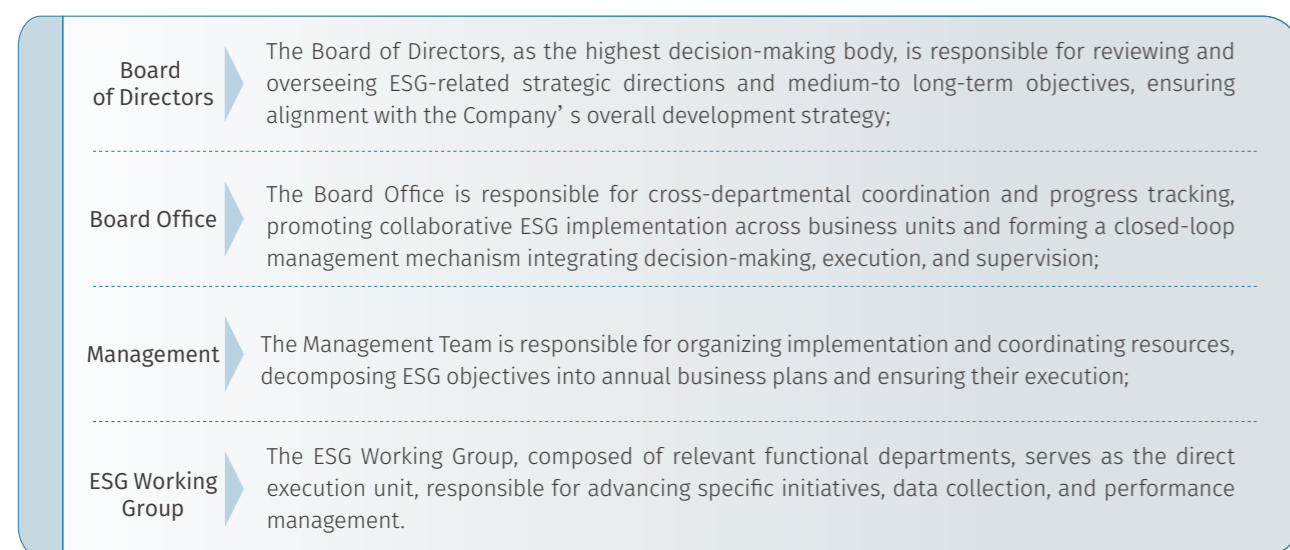 Board
of Directors
The Board of Directors, as the highest decision-making body, is responsible for reviewing and
overseeing ESG-related strategic directions and medium-to long-term objectives, ensuring
alignment with the Company’ s overall development strategy;
Board Office
The Board Office is responsible for cross-departmental coordination and progress tracking,
promoting collaborative ESG implementation across business units and forming a closed-loop
management mechanism integrating decision-making, execution, and supervision;
Management
The Management Team is responsible for organizing implementation and coordinating resources,
decomposing ESG objectives into annual business plans and ensuring their execution;
ESG Working
Group
The ESG Working Group, composed of relevant functional departments, serves as the direct
execution unit, responsible for advancing specific initiatives, data collection, and performance
management.